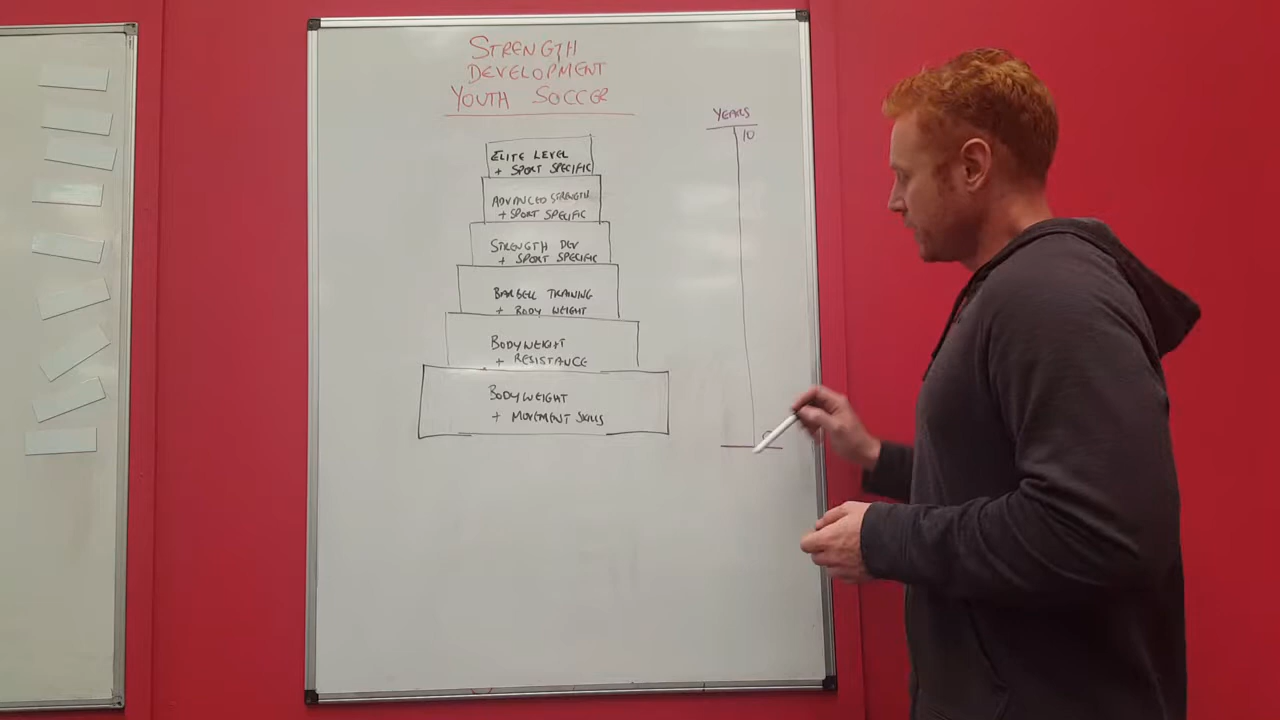 STRENGTH
DEVELOPMENT
YOUTH SOCCER
YEARS
10
ELITE LEVEL
+ SPORT SPECIFIC
ADVANCED STRENGTH
+ SPORT SPECIFIC
STRENGTH DEV
+ SPORT SPECIFIC
BARBELL TRAINING
+ BODY WEIGHT
BODYWEIGHT
+ RESISTANCE
BODYWEIGHT
+ MOVEMENT SKILLS